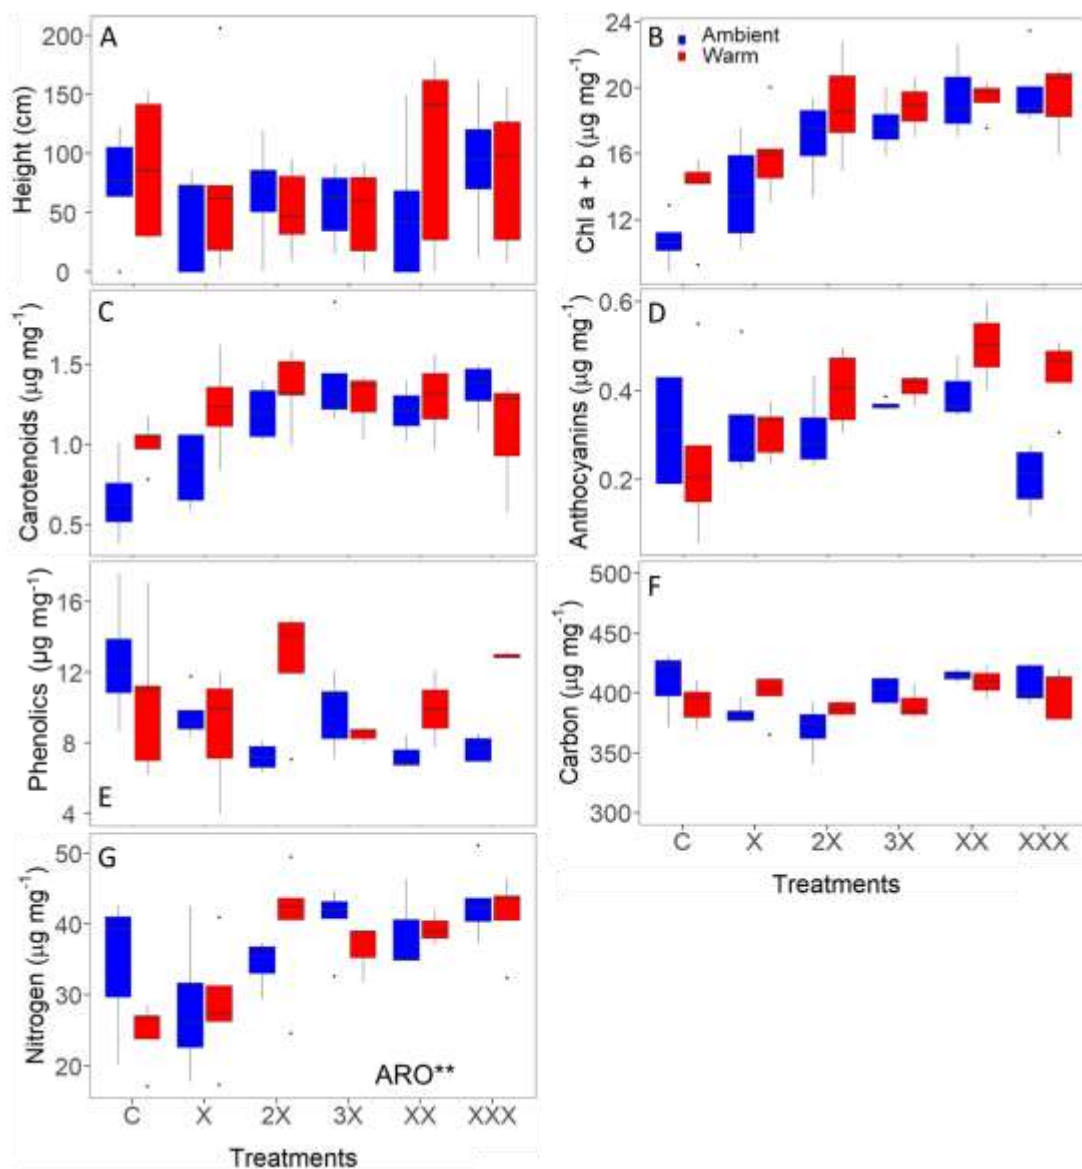 A
Height (cm)
200
150
100
50
0
B
Ambient
Warm
Chl a + b (µg mg⁻¹)
24
20
16
12
C
Carotenoids (µg mg⁻¹)
1.5
1.0
0.5
D
Anthocyanins (µg mg⁻¹)
0.6
0.4
0.2
E
Phenolics (µg mg⁻¹)
16
12
8
4
F
Carbon (µg mg⁻¹)
500
450
400
350
300
C X 2X 3X XX XXX
Treatments
G
Nitrogen (µg mg⁻¹)
50
40
30
20
ARO**
C X 2X 3X XX XXX
Treatments